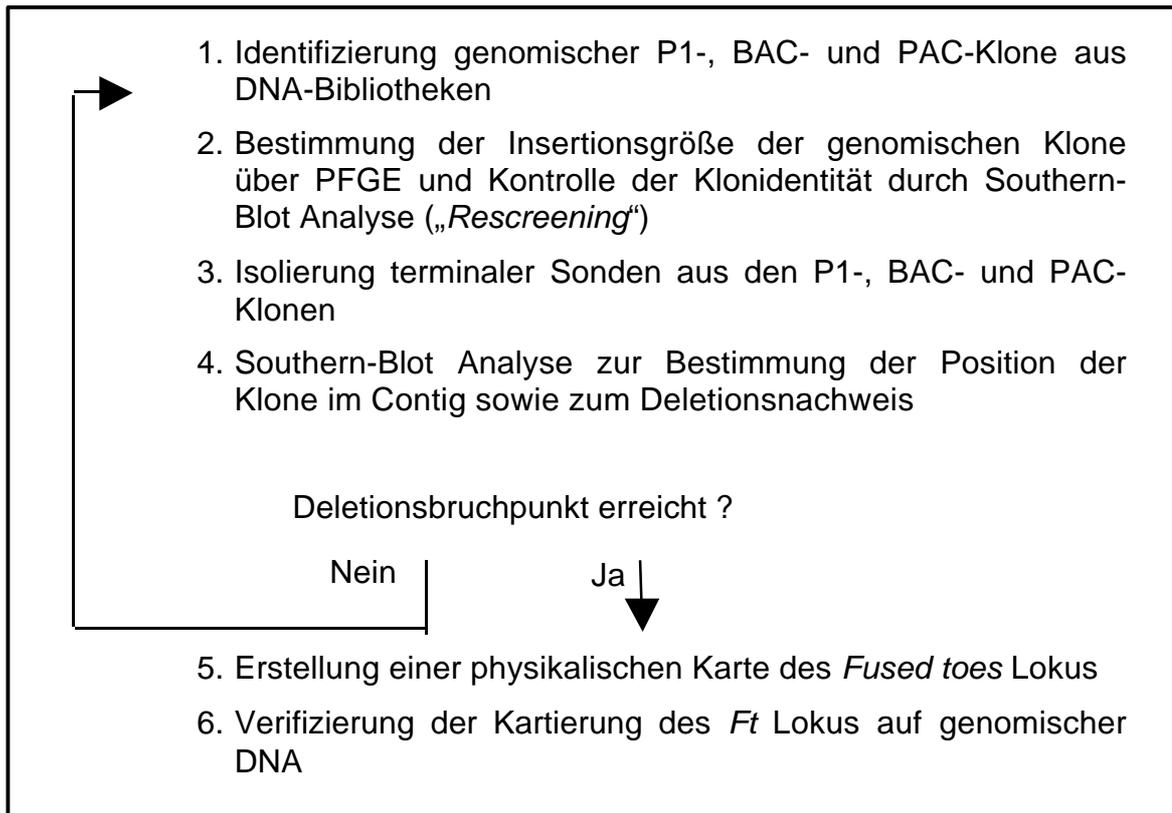 1. Identifizierung genomischer P1-, BAC- und PAC-Klone aus
DNA-Bibliotheken
2. Bestimmung der Insertionsgröße der genomischen Klone
über PFGE und Kontrolle der Klonidentität durch Southern-
Blot Analyse („Rescreening“)
3. Isolierung terminaler Sonden aus den P1-, BAC- und PAC-
Klonen
4. Southern-Blot Analyse zur Bestimmung der Position der
Klone im Contig sowie zum Deletionsnachweis
Deletionsbruchpunkt erreicht ?
Nein Ja
5. Erstellung einer physikalischen Karte des Fused toes Lokus
6. Verifizierung der Kartierung des Ft Lokus auf genomischer
DNA